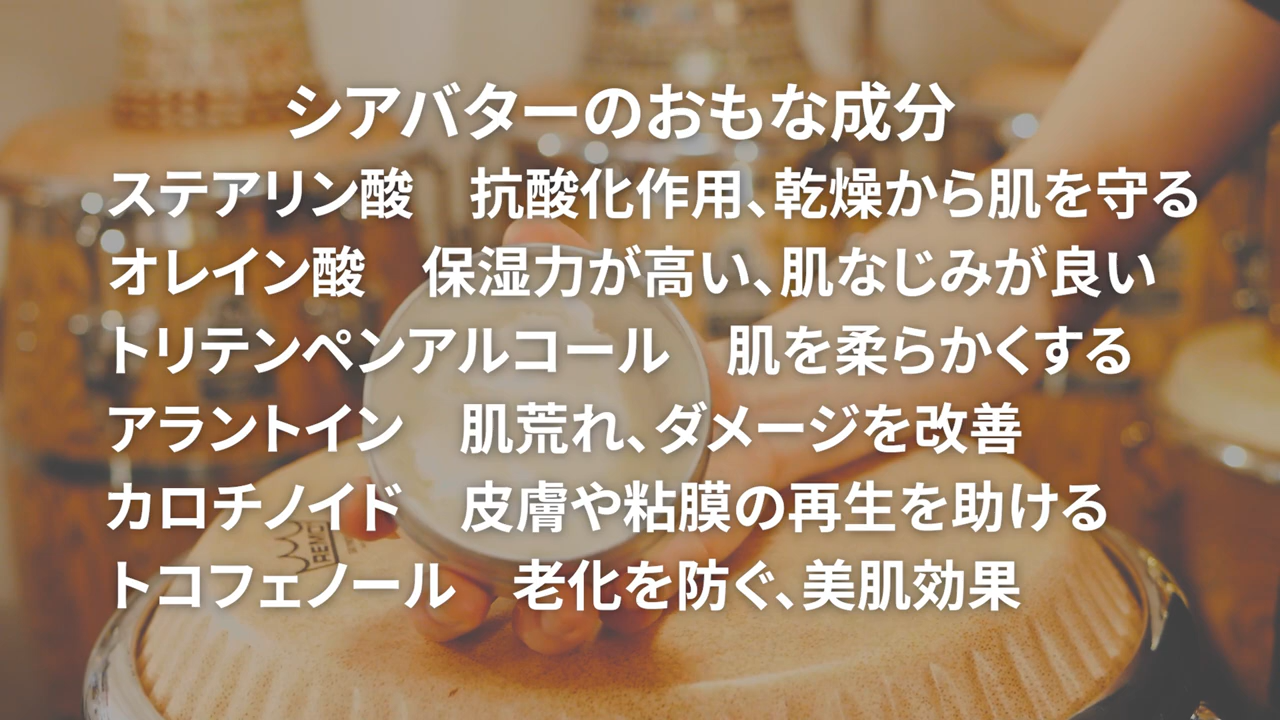 シアバターのおもな成分
ステアリン酸　抗酸化作用、乾燥から肌を守る
オレイン酸　保湿力が高い、肌なじみが良い
トリテンペンアルコール　肌を柔らかくする
アラントイン　肌荒れ、ダメージを改善
カロチノイド　皮膚や粘膜の再生を助ける
REMO
トコフェノール　老化を防ぐ、美肌効果